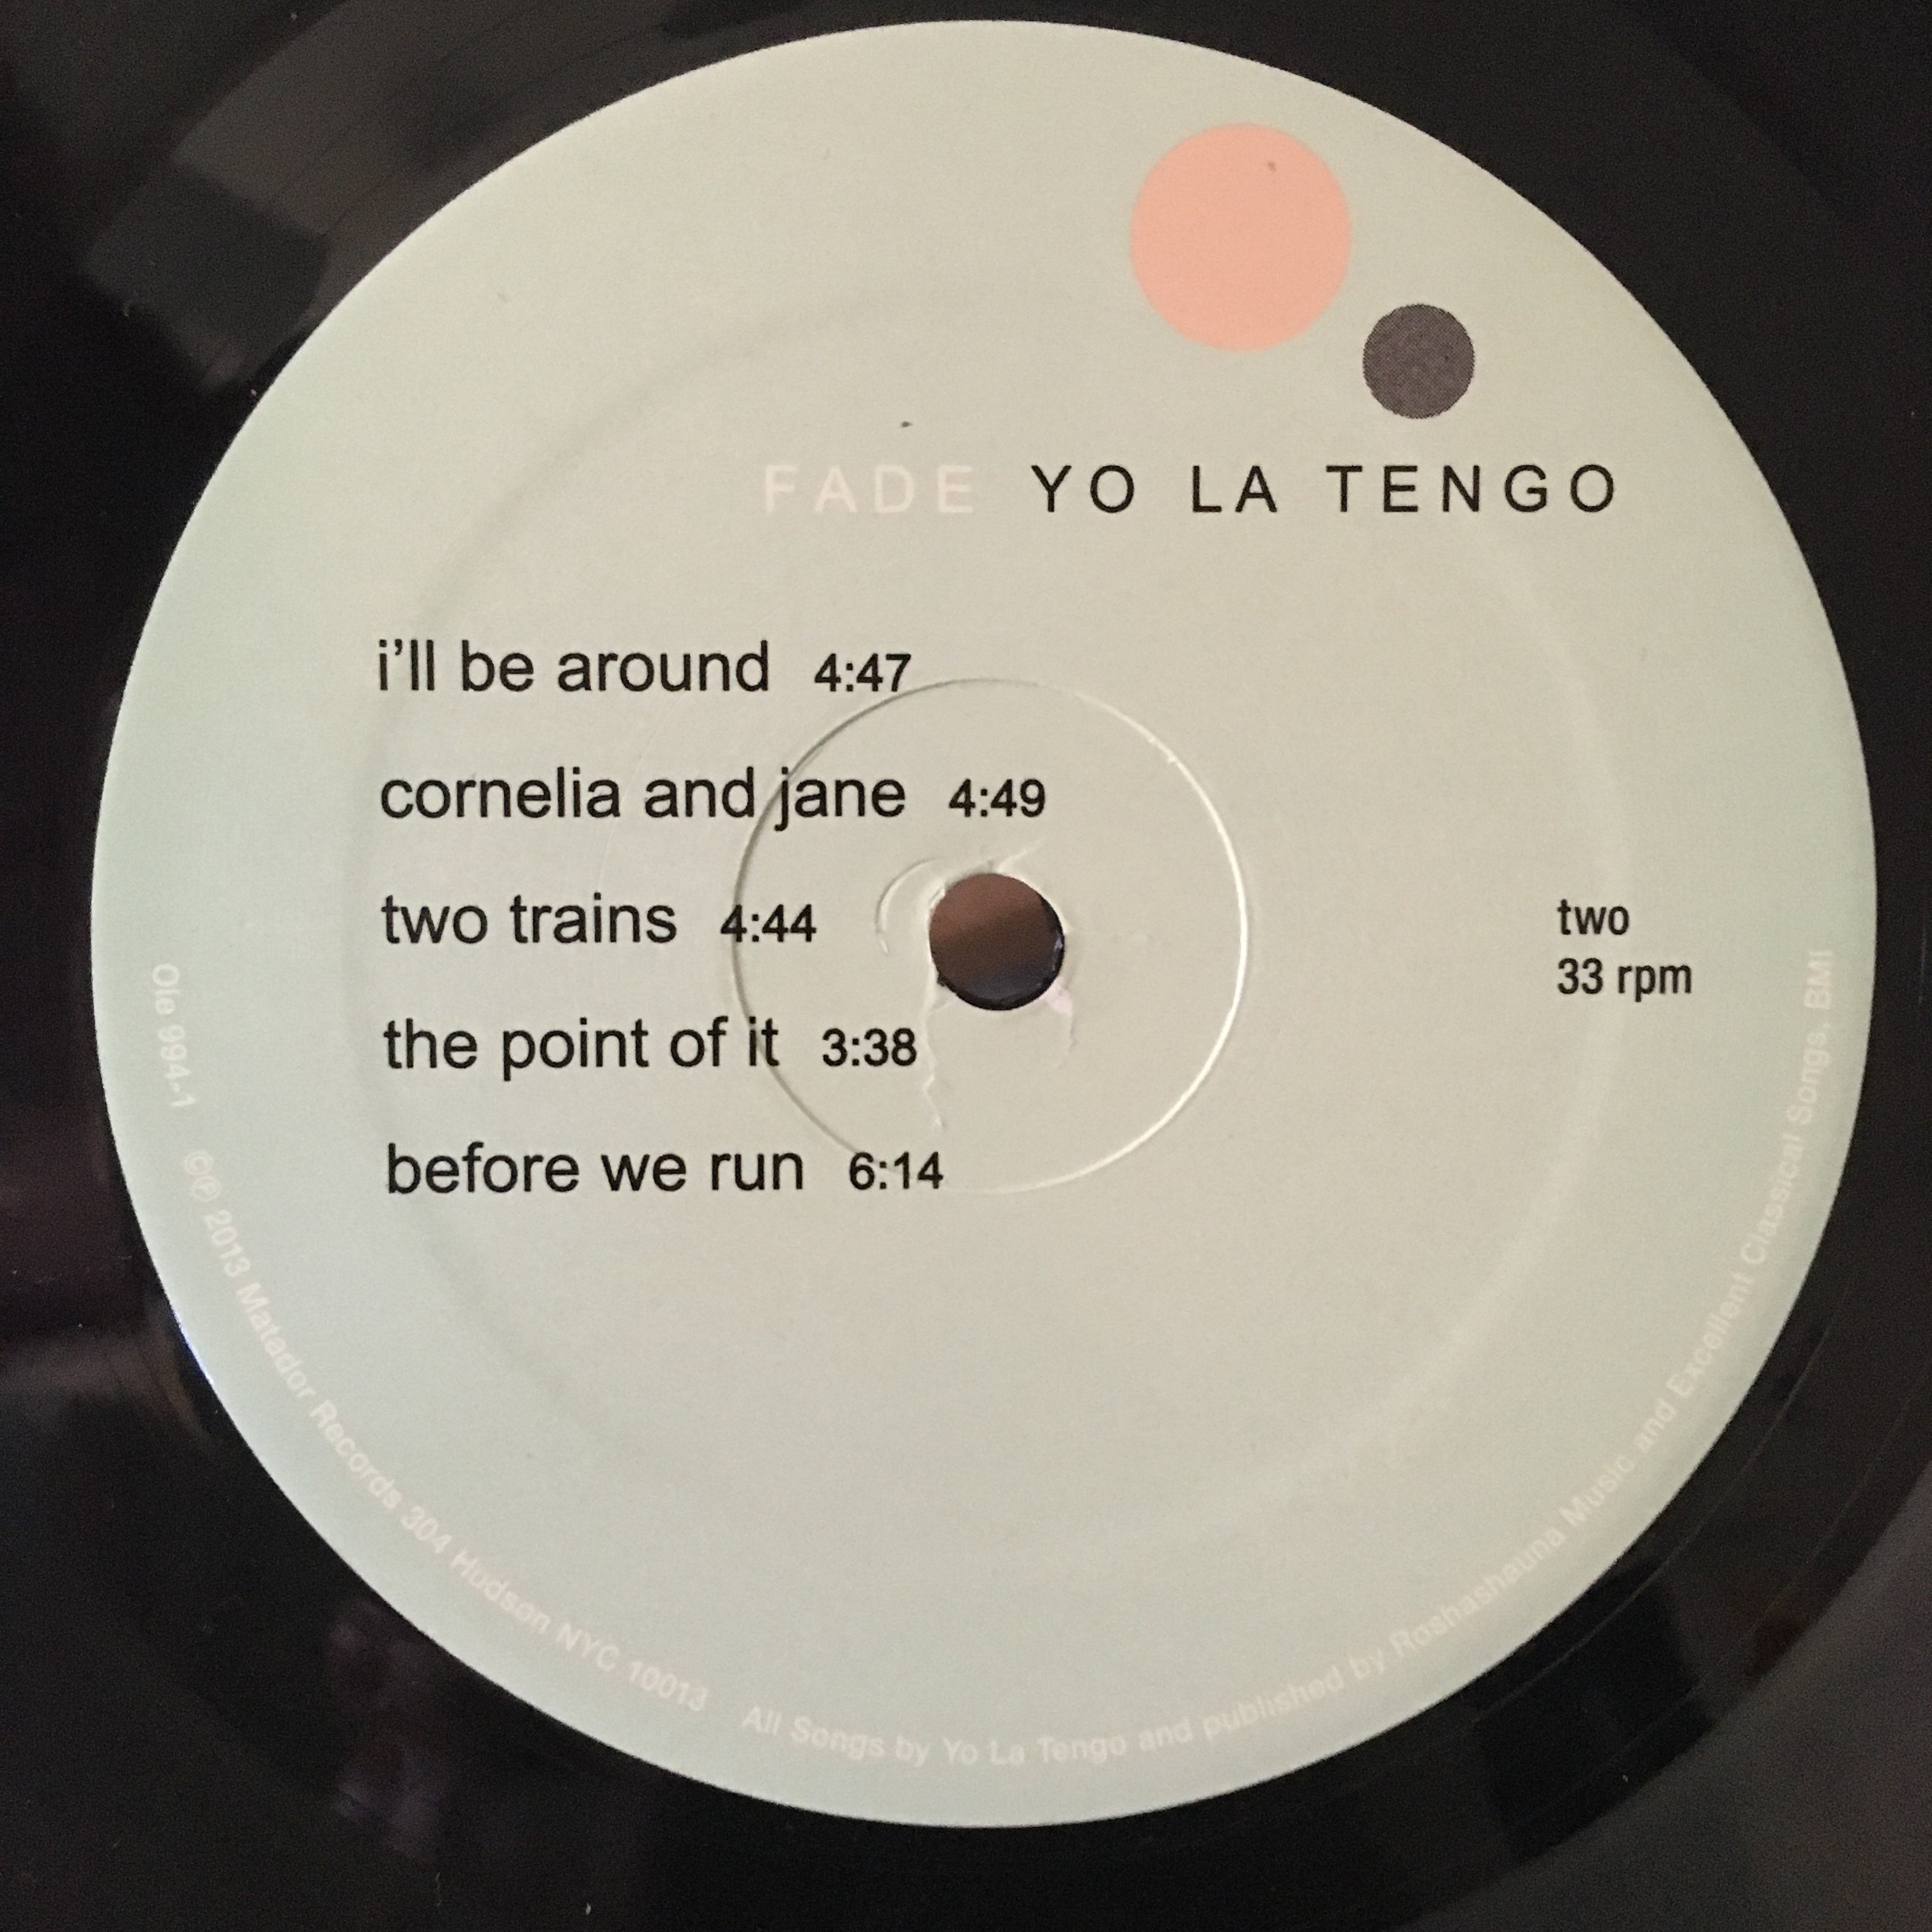 FADE YO LA TENGO
i'll be around 4:47
cornelia and jane 4:49
two trains 4:44
the point of it 3:38
before we run 6:14
two
33 rpm
Ole 994-1 ©℗ 2013 Matador Records 304 Hudson NYC 10013 All Songs by Yo La Tengo and published by Roshashauna Music and Excellent Classical Songs, BMI